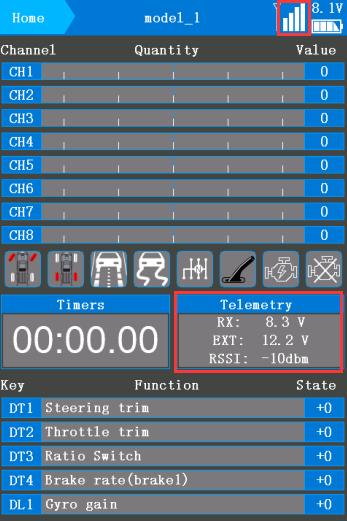 Home model_1 8.1V
Channel Quantity Value
CH1 0
CH2 0
CH3 0
CH4 0
CH5 0
CH6 0
CH7 0
CH8 0
Timers
00:00.00
Telemetry
RX: 8.3 V
EXT: 12.2 V
RSSI: -10dbm
Key Function State
DT1 Steering trim +0
DT2 Throttle trim +0
DT3 Ratio Switch +0
DT4 Brake rate(brake1) +0
DL1 Gyro gain +0